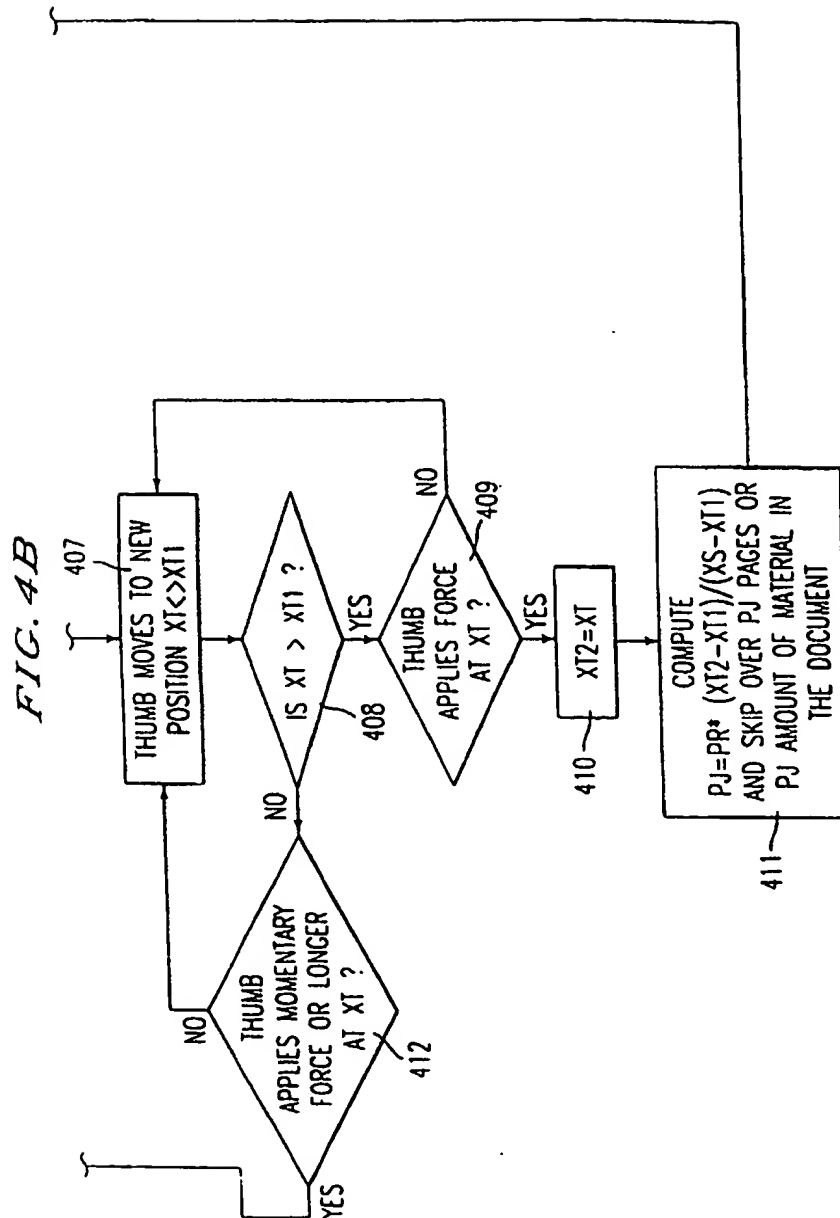 FIG. 4B
407
THUMB MOVES TO NEW
POSITION XT<>XT1
IS XT > XT1 ?
408
NO
YES
THUMB
APPLIES FORCE
AT XT ?
409
NO
YES
XT2=XT
410
COMPUTE
PJ=PR* (XT2-XT1)/(XS-XT1)
AND SKIP OVER PJ PAGES OR
PJ AMOUNT OF MATERIAL IN
THE DOCUMENT
411
THUMB
APPLIES MOMENTARY
FORCE OR LONGER
AT XT ?
412
NO
YES